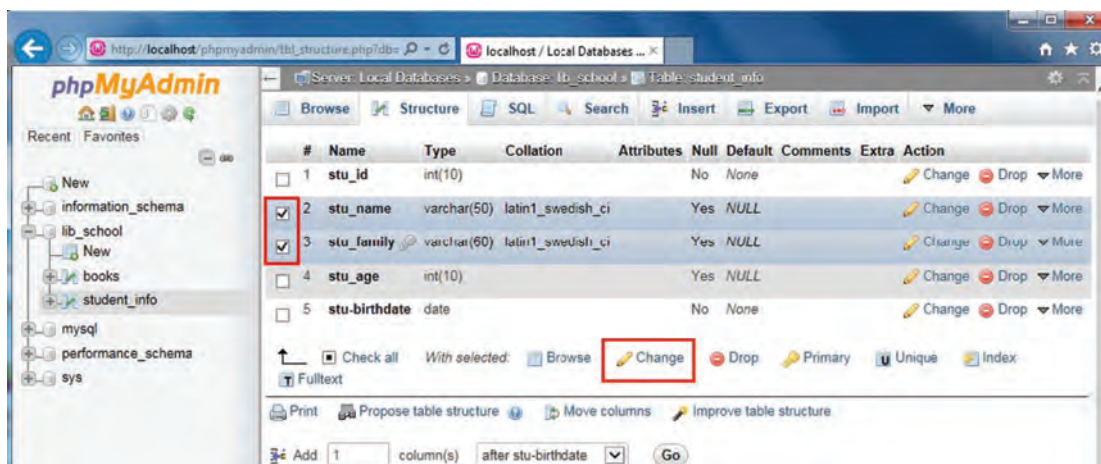 http://localhost/phpmyadmin/tbl_structure.php?db=
localhost / Local Databases ...
phpMyAdmin
Recent Favorites
New
information_schema
lib_school
New
books
student_info
mysql
performance_schema
sys
Server: Local Databases » Database: lb_school » Table: student_info
Browse Structure SQL Search Insert Export Import More
# Name Type Collation Attributes Null Default Comments Extra Action
1 stu_id int(10) No None Change Drop More
2 stu_name varchar(50) latin1_swedish_ci Yes NULL Change Drop More
3 stu_family varchar(60) latin1_swedish_ci Yes NULL Change Drop More
4 stu_age int(10) Yes NULL Change Drop More
5 stu-birthdate date No None Change Drop More
Check all With selected: Browse Change Drop Primary Unique Index
Fulltext
Print Propose table structure Move columns Improve table structure
Add 1 column(s) after stu-birthdate Go